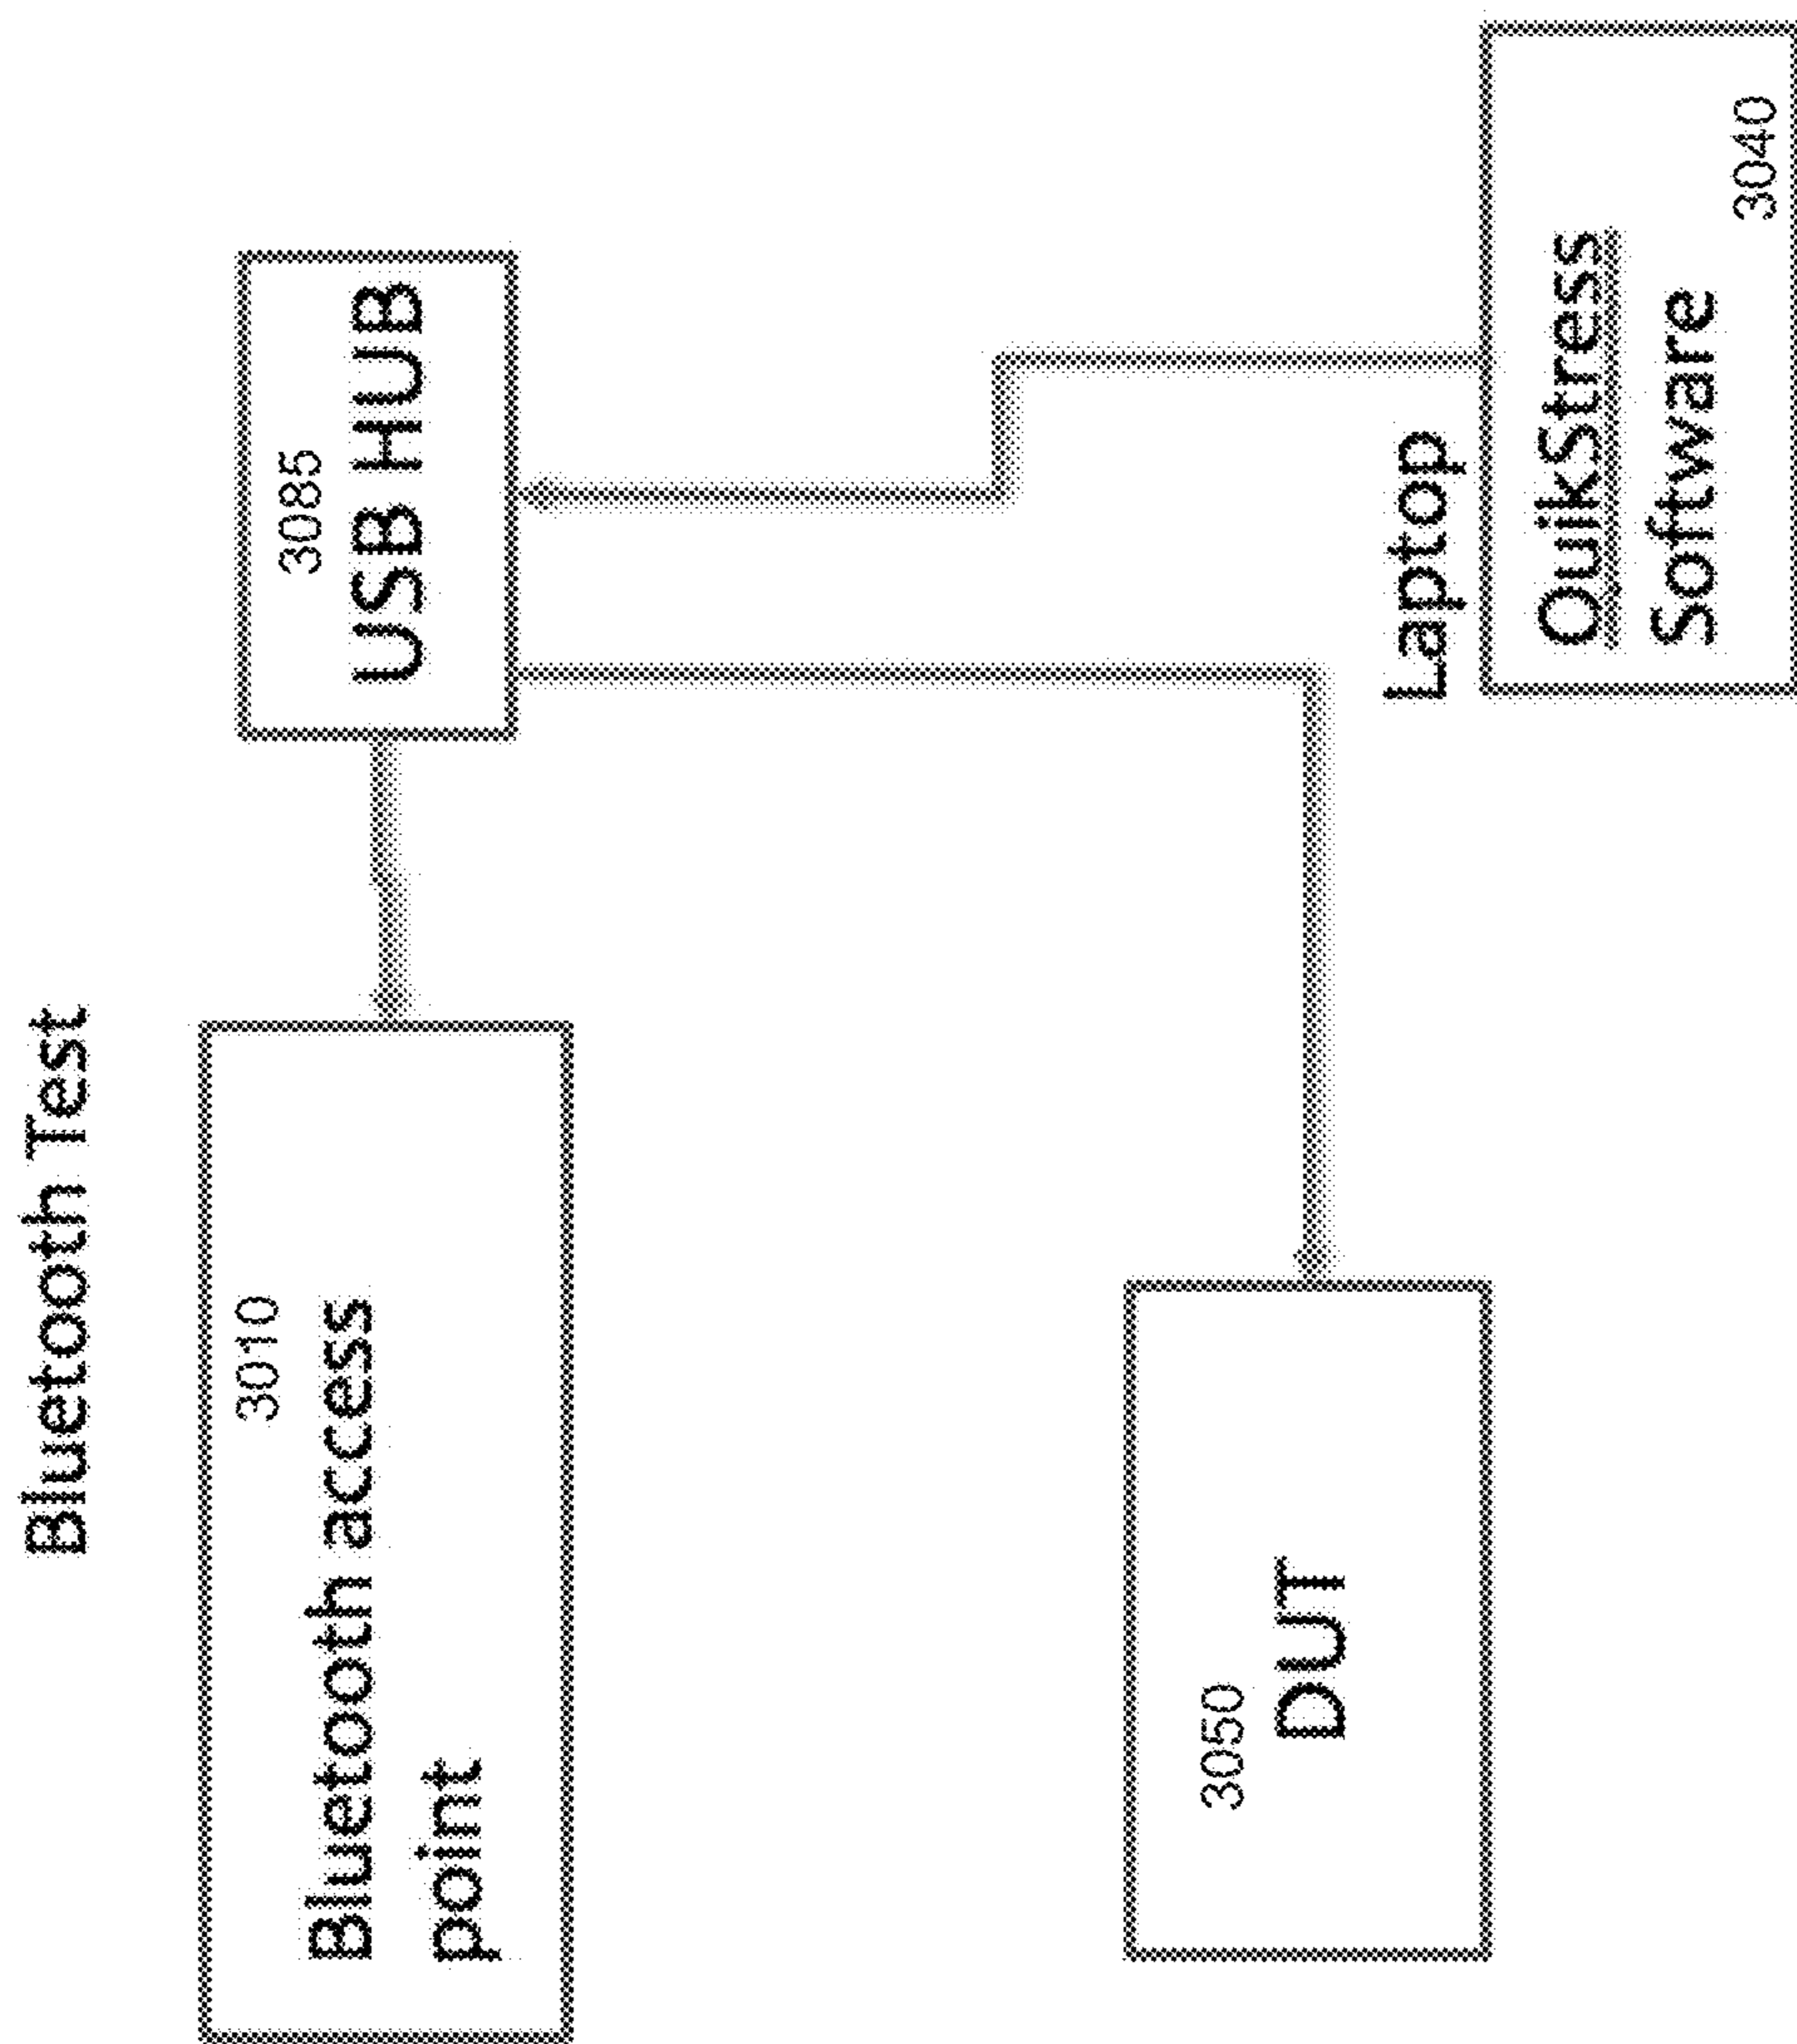 Bluetooth Test
3010
Bluetooth access
point
3085
USB HUB
3050
DUT
Laptop
QuikStress
Software
3040